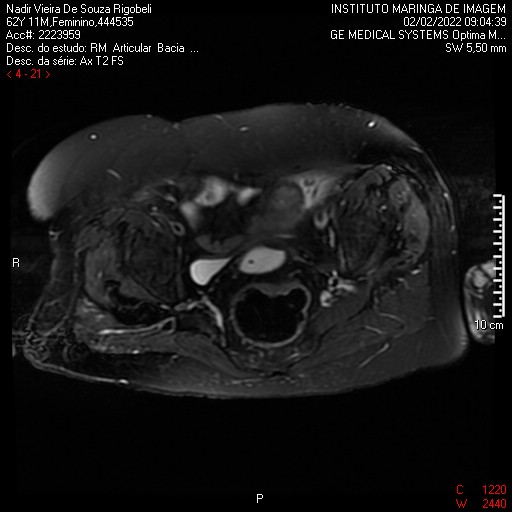 Nadir Vieira De Souza Rigobeli
62Y 11M,Feminino,444535
Acc#: 2223959
Desc. do estudo: RM Articular Bacia ...
Desc. da série: Ax T2 FS
< 4 - 21 >
INSTITUTO MARINGA DE IMAGEM
02/02/2022 09:04:39
GE MEDICAL SYSTEMS Optima M...
SW 5,50 mm
R
10 cm
P
C 1220
W 2440